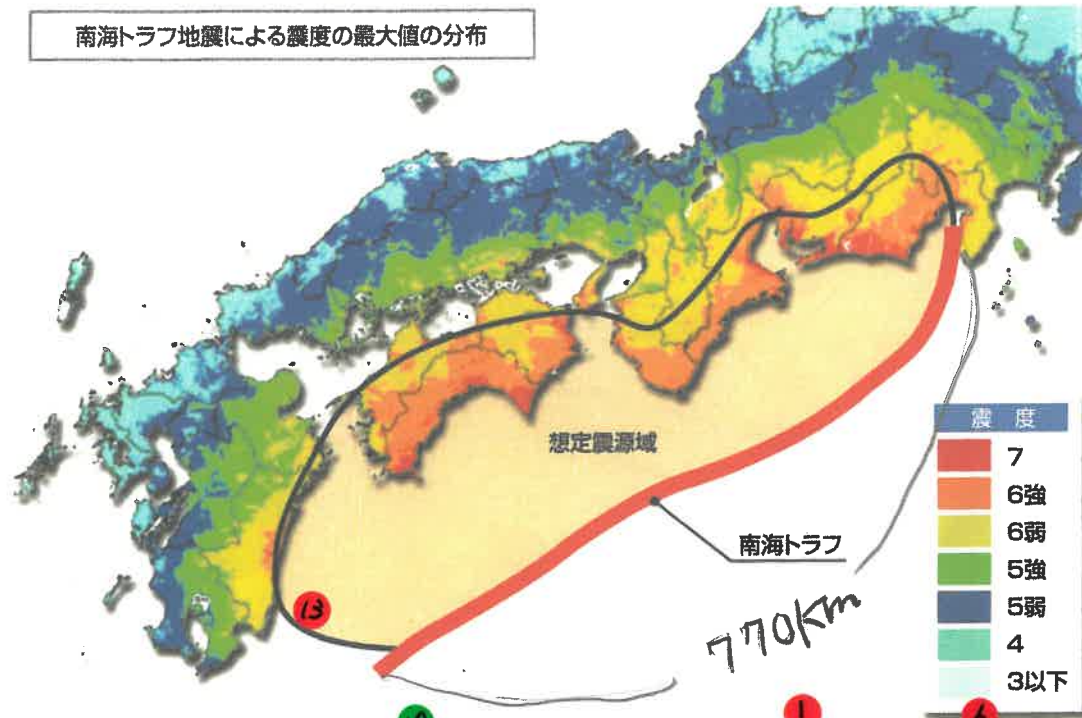 南海トラフ地震による震度の最大値の分布
想定震源域
南海トラフ
770km
13
1
震度
7
6強
6弱
5強
5弱
4
3以下